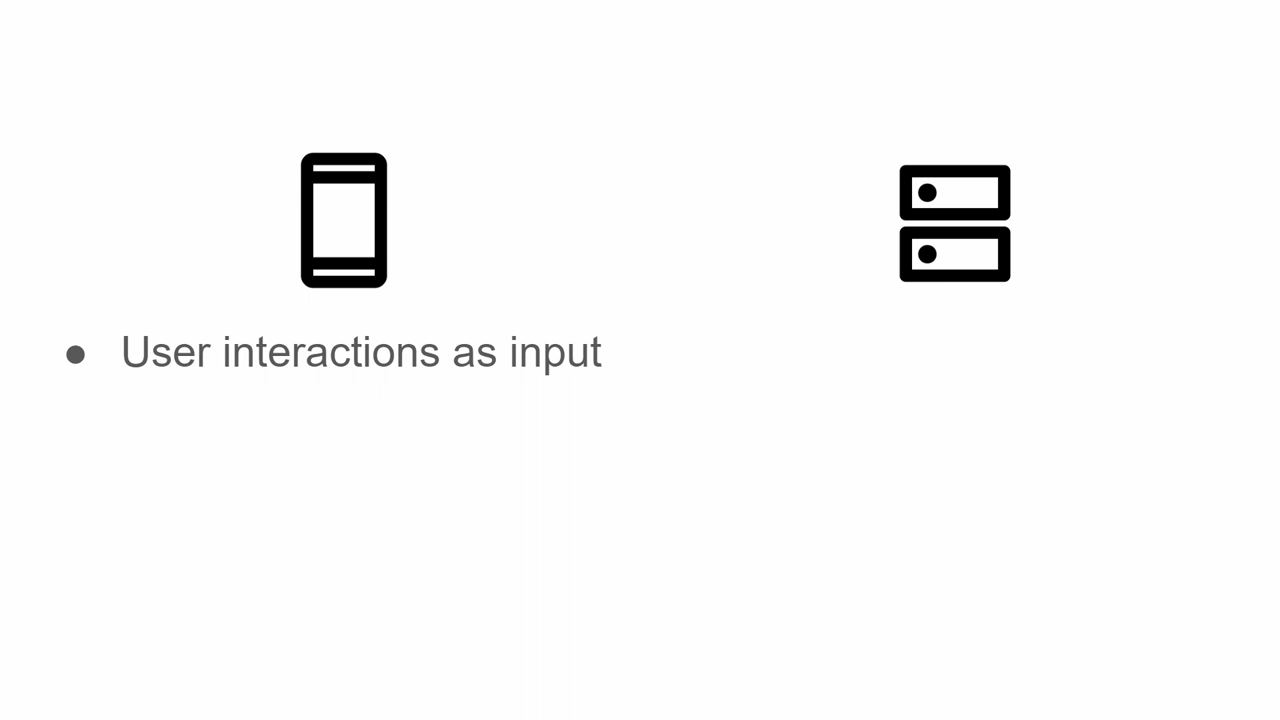 ● User interactions as input